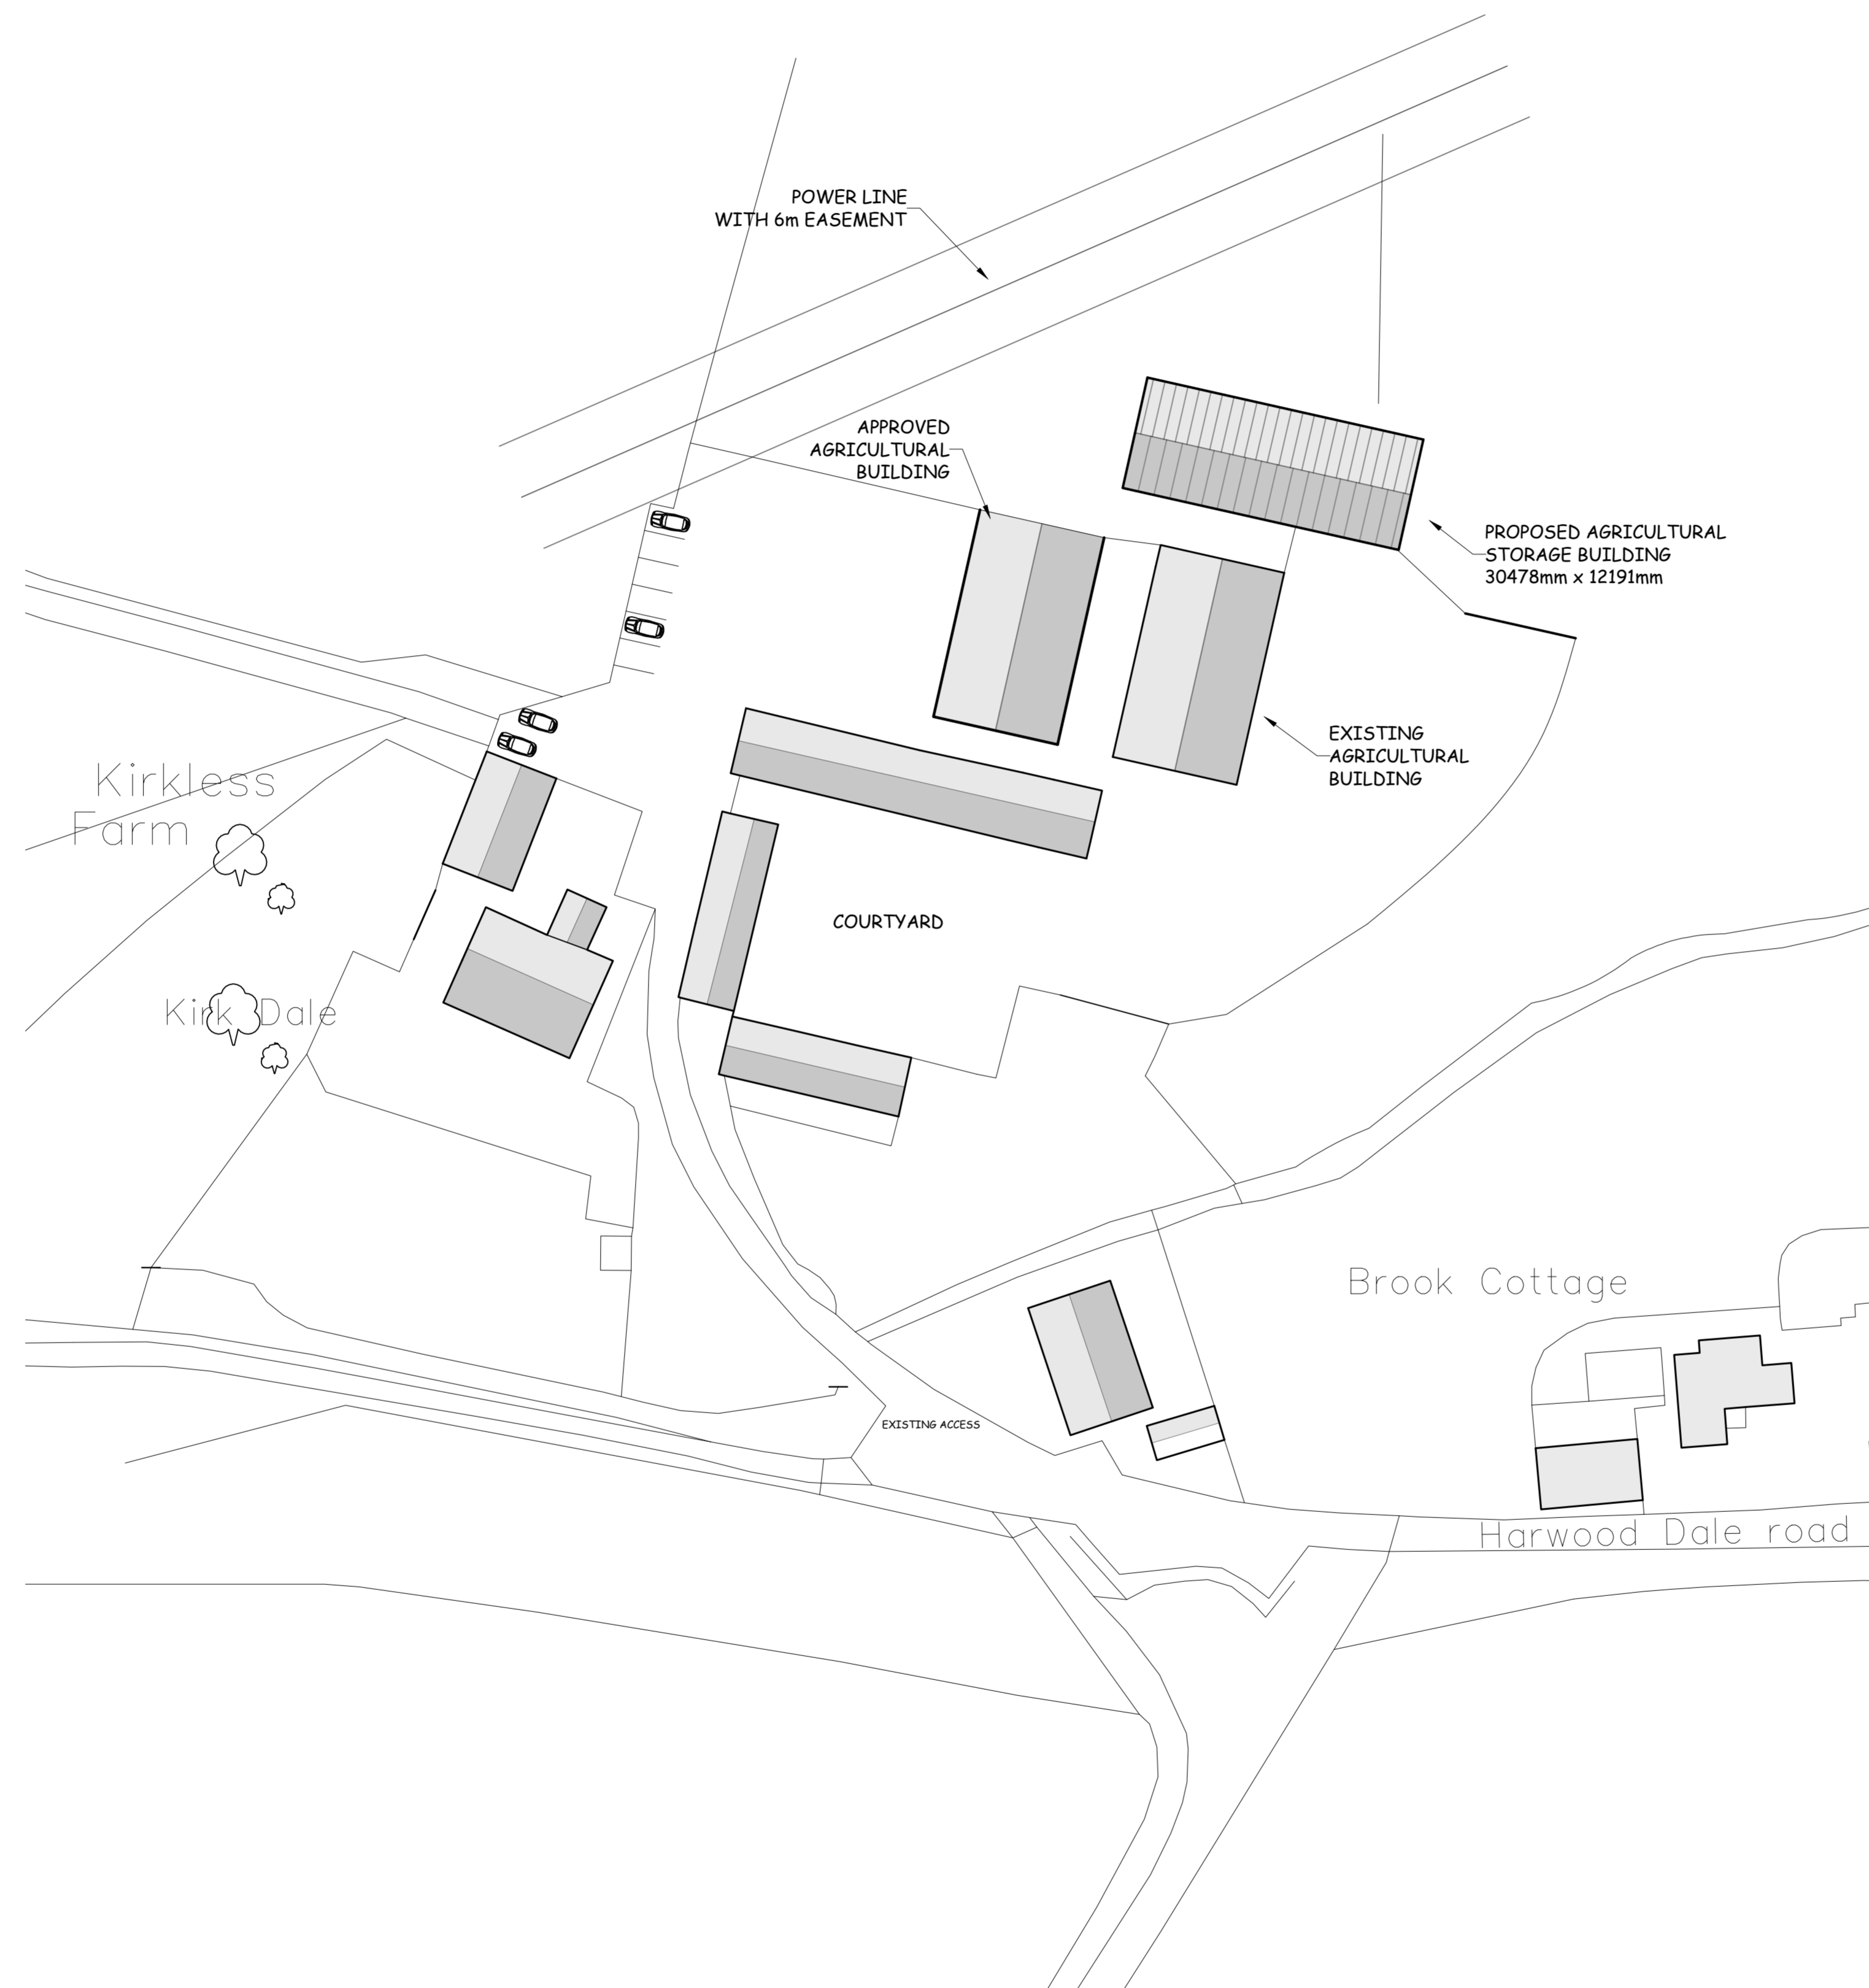 POWER LINE
WITH 6m EASEMENT
APPROVED
AGRICULTURAL
BUILDING
PROPOSED AGRICULTURAL
STORAGE BUILDING
30478mm x 12191mm
EXISTING
AGRICULTURAL
BUILDING
Kirkless
Farm
COURTYARD
Kirk Dale
Brook Cottage
EXISTING ACCESS
Harwood Dale road